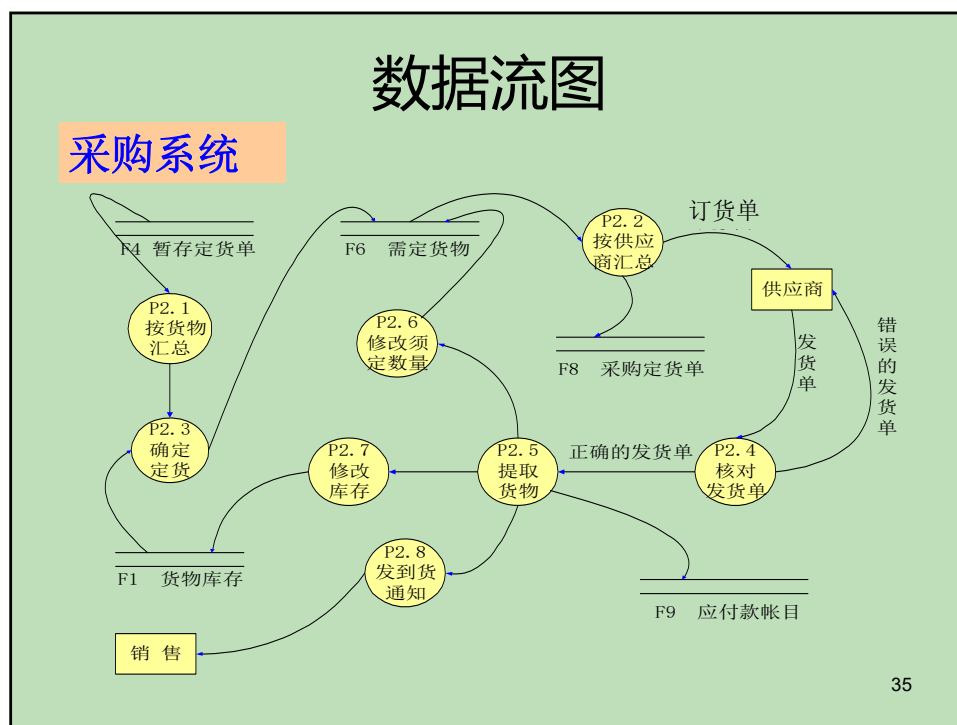 数据流图
采购系统
订货单
F4 暂存定货单
F6 需定货物
P2.2
按供应
商汇总
供应商
P2.1
按货物
汇总
P2.6
修改须
定数量
F8 采购定货单
发
货
单
错
误
的
发
货
单
P2.3
确定
定货
P2.7
修改
库存
P2.5
提取
货物
正确的发货单
P2.4
核对
发货单
F1 货物库存
P2.8
发到货
通知
F9 应付款帐目
销 售
35